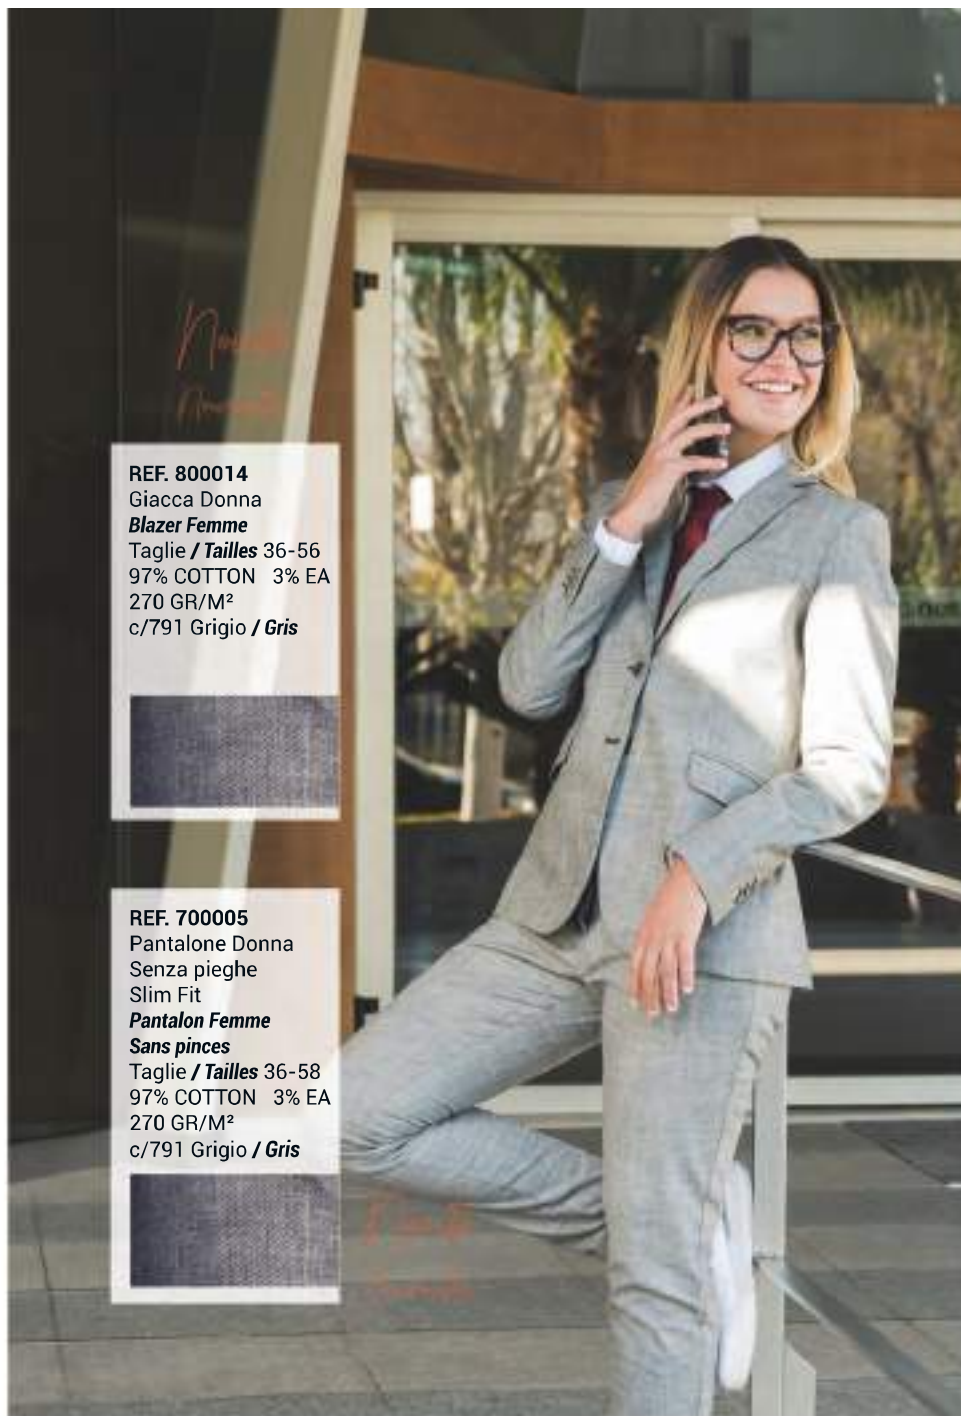 REF. 800014
Giacca Donna
Blazer Femme
Taglie / Tailles 36-56
97% COTTON 3% EA
270 GR/M²
c/791 Grigio / Gris
REF. 700005
Pantalone Donna
Senza pieghe
Slim Fit
Pantalon Femme
Sans pinces
Taglie / Tailles 36-58
97% COTTON 3% EA
270 GR/M²
c/791 Grigio / Gris